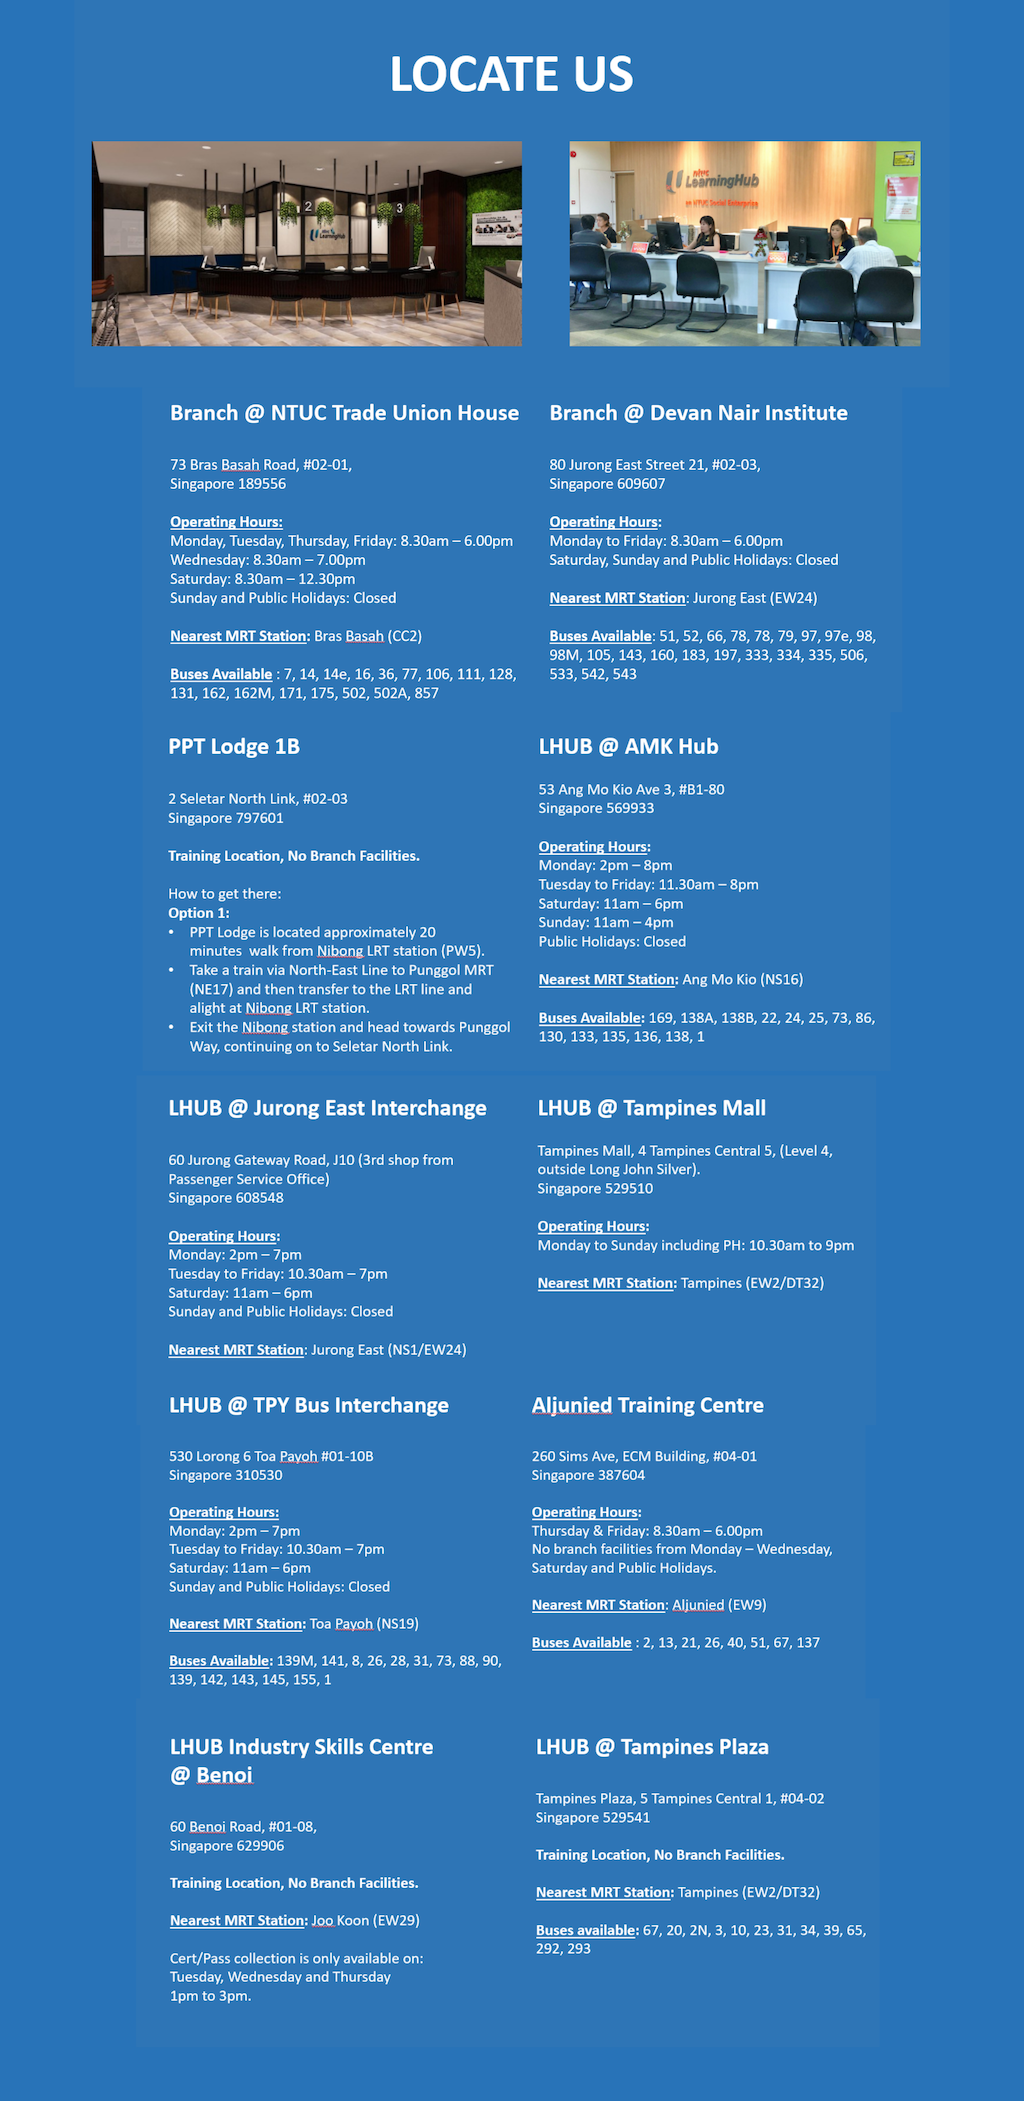 LOCATE US
1
2
3
ntuc
LearningHub
ntuc
LearningHub
an NTUC Social Enterprise
Branch @ NTUC Trade Union House
73 Bras Basah Road, #02-01,
Singapore 189556
Operating Hours:
Monday, Tuesday, Thursday, Friday: 8.30am – 6.00pm
Wednesday: 8.30am – 7.00pm
Saturday: 8.30am – 12.30pm
Sunday and Public Holidays: Closed
Nearest MRT Station: Bras Basah (CC2)
Buses Available : 7, 14, 14e, 16, 36, 77, 106, 111, 128,
131, 162, 162M, 171, 175, 502, 502A, 857
Branch @ Devan Nair Institute
80 Jurong East Street 21, #02-03,
Singapore 609607
Operating Hours:
Monday to Friday: 8.30am – 6.00pm
Saturday, Sunday and Public Holidays: Closed
Nearest MRT Station: Jurong East (EW24)
Buses Available: 51, 52, 66, 78, 78, 79, 97, 97e, 98,
98M, 105, 143, 160, 183, 197, 333, 334, 335, 506,
533, 542, 543
PPT Lodge 1B
2 Seletar North Link, #02-03
Singapore 797601
Training Location, No Branch Facilities.
How to get there:
Option 1:
• PPT Lodge is located approximately 20
minutes  walk from Nibong LRT station (PW5).
• Take a train via North-East Line to Punggol MRT
(NE17) and then transfer to the LRT line and
alight at Nibong LRT station.
• Exit the Nibong station and head towards Punggol
Way, continuing on to Seletar North Link.
LHUB @ AMK Hub
53 Ang Mo Kio Ave 3, #B1-80
Singapore 569933
Operating Hours:
Monday: 2pm – 8pm
Tuesday to Friday: 11.30am – 8pm
Saturday: 11am – 6pm
Sunday: 11am – 4pm
Public Holidays: Closed
Nearest MRT Station: Ang Mo Kio (NS16)
Buses Available: 169, 138A, 138B, 22, 24, 25, 73, 86,
130, 133, 135, 136, 138, 1
LHUB @ Jurong East Interchange
60 Jurong Gateway Road, J10 (3rd shop from
Passenger Service Office)
Singapore 608548
Operating Hours:
Monday: 2pm – 7pm
Tuesday to Friday: 10.30am – 7pm
Saturday: 11am – 6pm
Sunday and Public Holidays: Closed
Nearest MRT Station: Jurong East (NS1/EW24)
LHUB @ Tampines Mall
Tampines Mall, 4 Tampines Central 5, (Level 4,
outside Long John Silver).
Singapore 529510
Operating Hours:
Monday to Sunday including PH: 10.30am to 9pm
Nearest MRT Station: Tampines (EW2/DT32)
LHUB @ TPY Bus Interchange
530 Lorong 6 Toa Payoh #01-10B
Singapore 310530
Operating Hours:
Monday: 2pm – 7pm
Tuesday to Friday: 10.30am – 7pm
Saturday: 11am – 6pm
Sunday and Public Holidays: Closed
Nearest MRT Station: Toa Payoh (NS19)
Buses Available: 139M, 141, 8, 26, 28, 31, 73, 88, 90,
139, 142, 143, 145, 155, 1
Aljunied Training Centre
260 Sims Ave, ECM Building, #04-01
Singapore 387604
Operating Hours:
Thursday & Friday: 8.30am – 6.00pm
No branch facilities from Monday – Wednesday,
Saturday and Public Holidays.
Nearest MRT Station: Aljunied (EW9)
Buses Available : 2, 13, 21, 26, 40, 51, 67, 137
LHUB Industry Skills Centre
@ Benoi
60 Benoi Road, #01-08,
Singapore 629906
Training Location, No Branch Facilities.
Nearest MRT Station: Joo Koon (EW29)
Cert/Pass collection is only available on:
Tuesday, Wednesday and Thursday
1pm to 3pm.
LHUB @ Tampines Plaza
Tampines Plaza, 5 Tampines Central 1, #04-02
Singapore 529541
Training Location, No Branch Facilities.
Nearest MRT Station: Tampines (EW2/DT32)
Buses available: 67, 20, 2N, 3, 10, 23, 31, 34, 39, 65,
292, 293